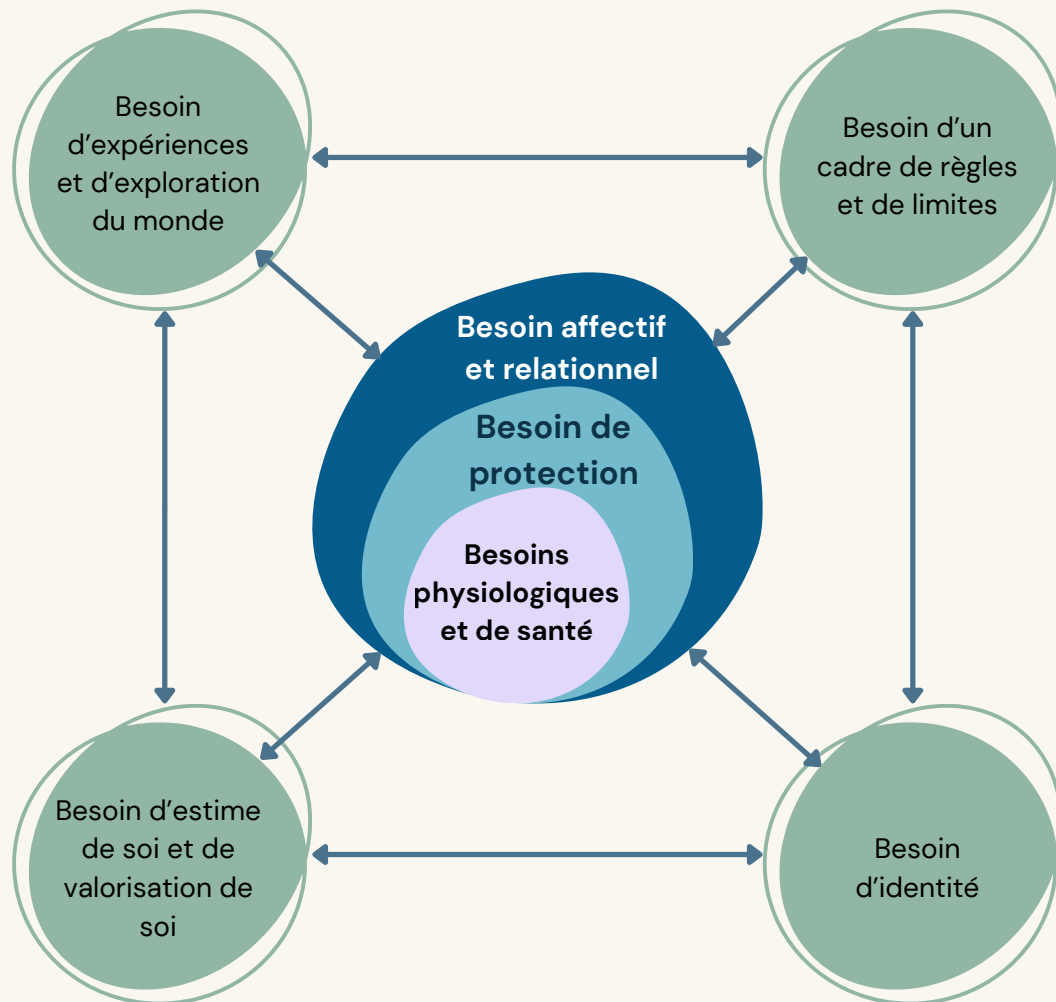 Besoin
d’expériences
et d’exploration
du monde
Besoin d’un
cadre de règles
et de limites
Besoin affectif
et relationnel
Besoin de
protection
Besoins
physiologiques
et de santé
Besoin d’estime
de soi et de
valorisation de
soi
Besoin
d’identité